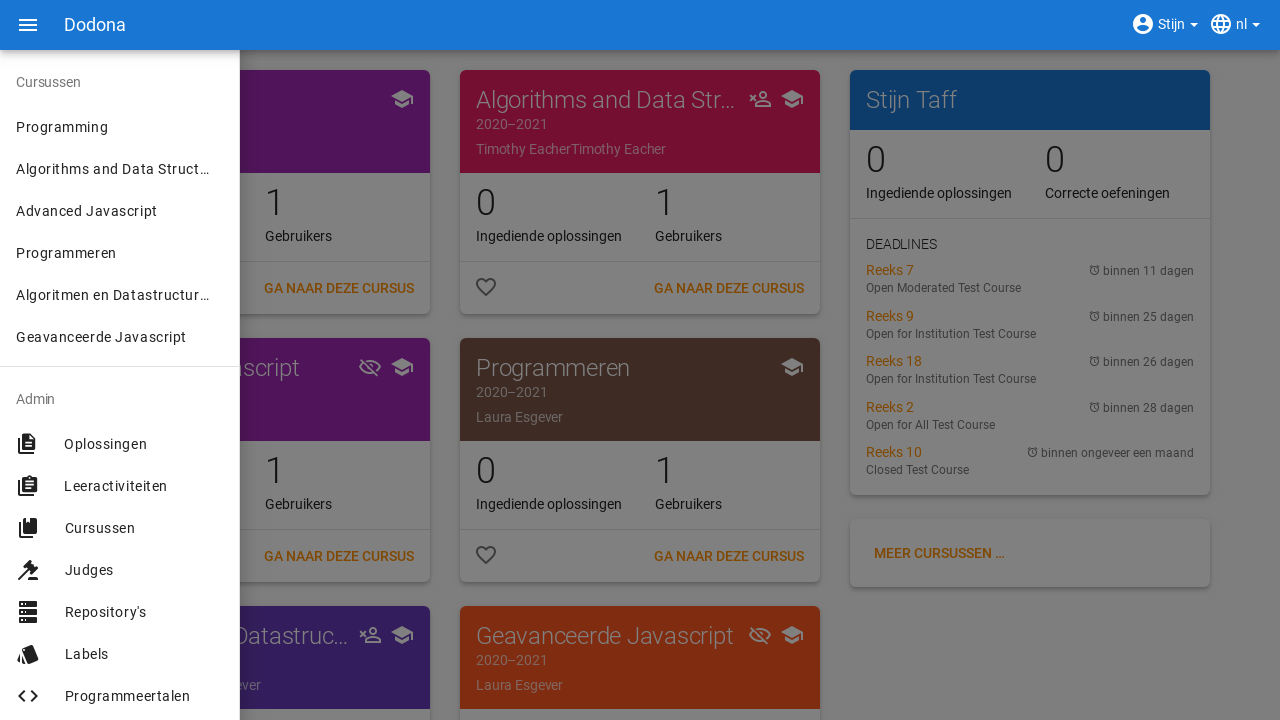 Dodona
Stijn
nl
Cursussen
Programming
Algorithms and Data Struct…
Advanced Javascript
Programmeren
Algoritmen en Datastructur…
Geavanceerde Javascript
Admin
Oplossingen
Leeractiviteiten
Cursussen
Judges
Repository's
Labels
Programmeertalen
1
Gebruikers
GA NAAR DEZE CURSUS
Algorithms and Data Str…
2020–2021
Timothy EacherTimothy Eacher
0
1
Ingediende oplossingen
Gebruikers
GA NAAR DEZE CURSUS
1
Gebruikers
GA NAAR DEZE CURSUS
Programmeren
2020–2021
Laura Esgever
0
1
Ingediende oplossingen
Gebruikers
GA NAAR DEZE CURSUS
Datastruc…
Geavanceerde Javascript
2020–2021
Laura Esgever
Stijn Taff
0
0
Ingediende oplossingen
Correcte oefeningen
DEADLINES
Reeks 7
binnen 11 dagen
Open Moderated Test Course
Reeks 9
binnen 25 dagen
Open for Institution Test Course
Reeks 18
binnen 26 dagen
Open for Institution Test Course
Reeks 2
binnen 28 dagen
Open for All Test Course
Reeks 10
binnen ongeveer een maand
Closed Test Course
MEER CURSUSSEN …